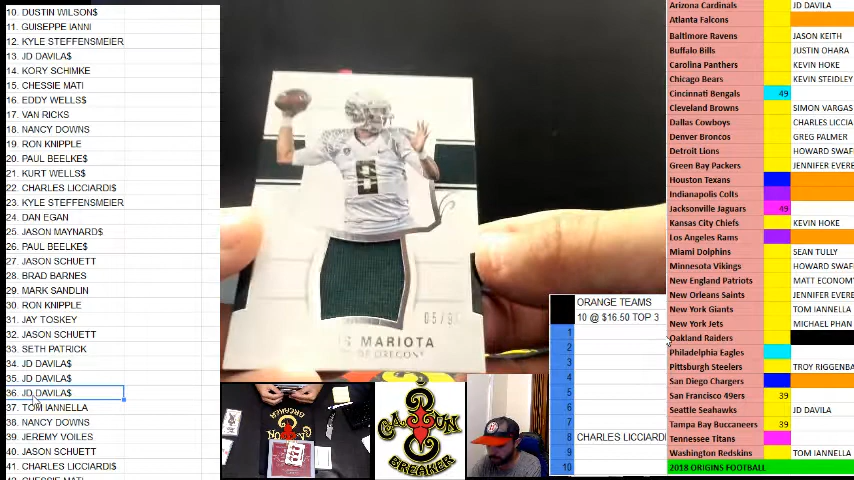 10. DUSTIN WILSON$
11. GUISEPPE IANNI
12. KYLE STEFFENSMEIER
13. JD DAVILA$
14. KORY SCHIMKE
15. CHESSIE MATI
16. EDDY WELLS$
17. VAN RICKS
18. NANCY DOWNS
19. RON KNIPPLE
20. PAUL BEELKE$
21. KURT WELLS$
22. CHARLES LICCIARDI$
23. KYLE STEFFENSMEIER
24. DAN EGAN
25. JASON MAYNARD$
26. PAUL BEELKE$
27. JASON SCHUETT
28. BRAD BARNES
29. MARK SANDLIN
30. RON KNIPPLE
31. JAY TOSKEY
32. JASON SCHUETT
33. SETH PATRICK
34. JD DAVILA$
35. JD DAVILA$
36. JD DAVILA$
37. TOM IANNELLA
38. NANCY DOWNS
39. JEREMY VOILES
40. JASON SCHUETT
41. CHARLES LICCIARDI$
8
05/9
S MARIOTA
OF OREGON
CAJUN
BREAKER
ORANGE TEAMS
10 @ $16.50 TOP 3
1
2
3
4
5
6
7
8 CHARLES LICCIARDI
9
10
Arizona Cardinals JD DAVILA
Atlanta Falcons
Baltimore Ravens JASON KEITH
Buffalo Bills JUSTIN OHARA
Carolina Panthers KEVIN HOKE
Chicago Bears KEVIN STEIDLEY
Cincinnati Bengals 49
Cleveland Browns SIMON VARGAS
Dallas Cowboys CHARLES LICCIA
Denver Broncos GREG PALMER
Detroit Lions HOWARD SWAF
Green Bay Packers JENNIFER EVERE
Houston Texans
Indianapolis Colts
Jacksonville Jaguars 49
Kansas City Chiefs KEVIN HOKE
Los Angeles Rams
Miami Dolphins SEAN TULLY
Minnesota Vikings HOWARD SWAF
New England Patriots MATT ECONOM
New Orleans Saints JENNIFER EVERE
New York Giants TOM IANNELLA
New York Jets MICHAEL PHAN
Oakland Raiders
Philadelphia Eagles
Pittsburgh Steelers TROY RIGGENBA
San Diego Chargers
San Francisco 49ers 39
Seattle Seahawks JD DAVILA
Tampa Bay Buccaneers 39
Tennessee Titans
Washington Redskins TOM IANNELLA
2018 ORIGINS FOOTBALL